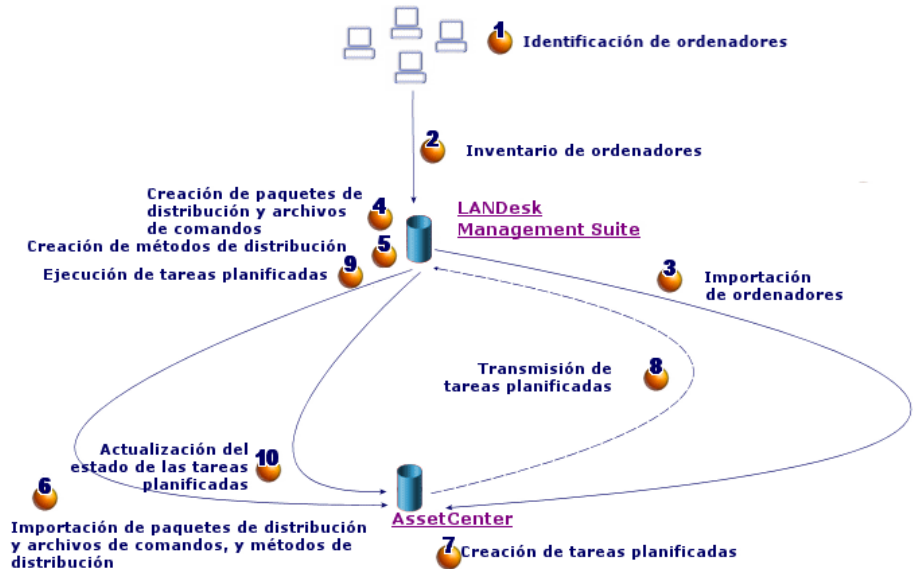 1
Identificación de ordenadores
2
Inventario de ordenadores
Creación de paquetes de
distribución y archivos
de comandos
4
LANDesk
Management Suite
Creación de métodos de distribución
5
Ejecución de tareas planificadas
9
3
Importación
de ordenadores
Transmisión de
tareas planificadas
8
Actualización del
estado de las tareas
planificadas
10
6
Importación de paquetes de distribución
y archivos de comandos, y métodos de
distribución
AssetCenter
7
Creación de tareas planificadas